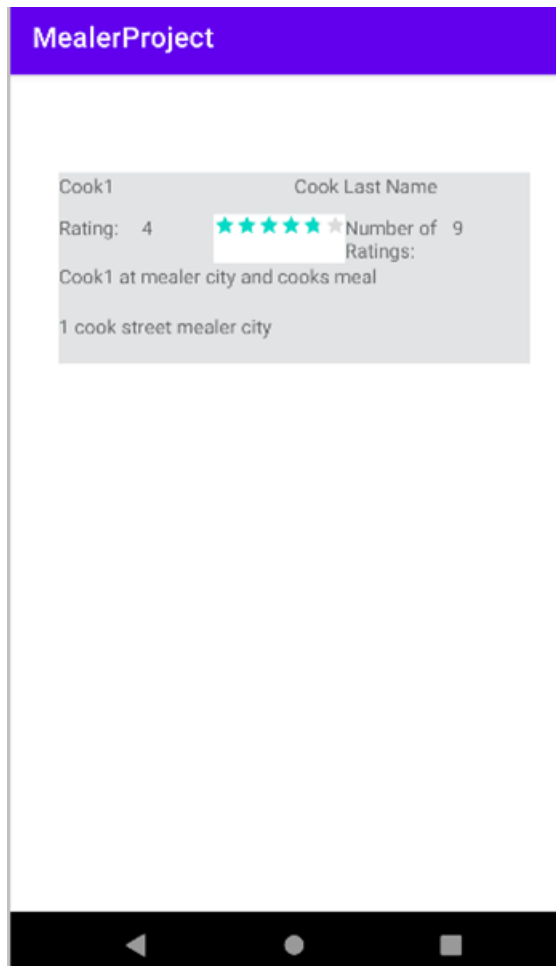 MealerProject
Cook1 Cook Last Name
Rating: 4 Number of 9
Ratings:
Cook1 at mealer city and cooks meal
1 cook street mealer city